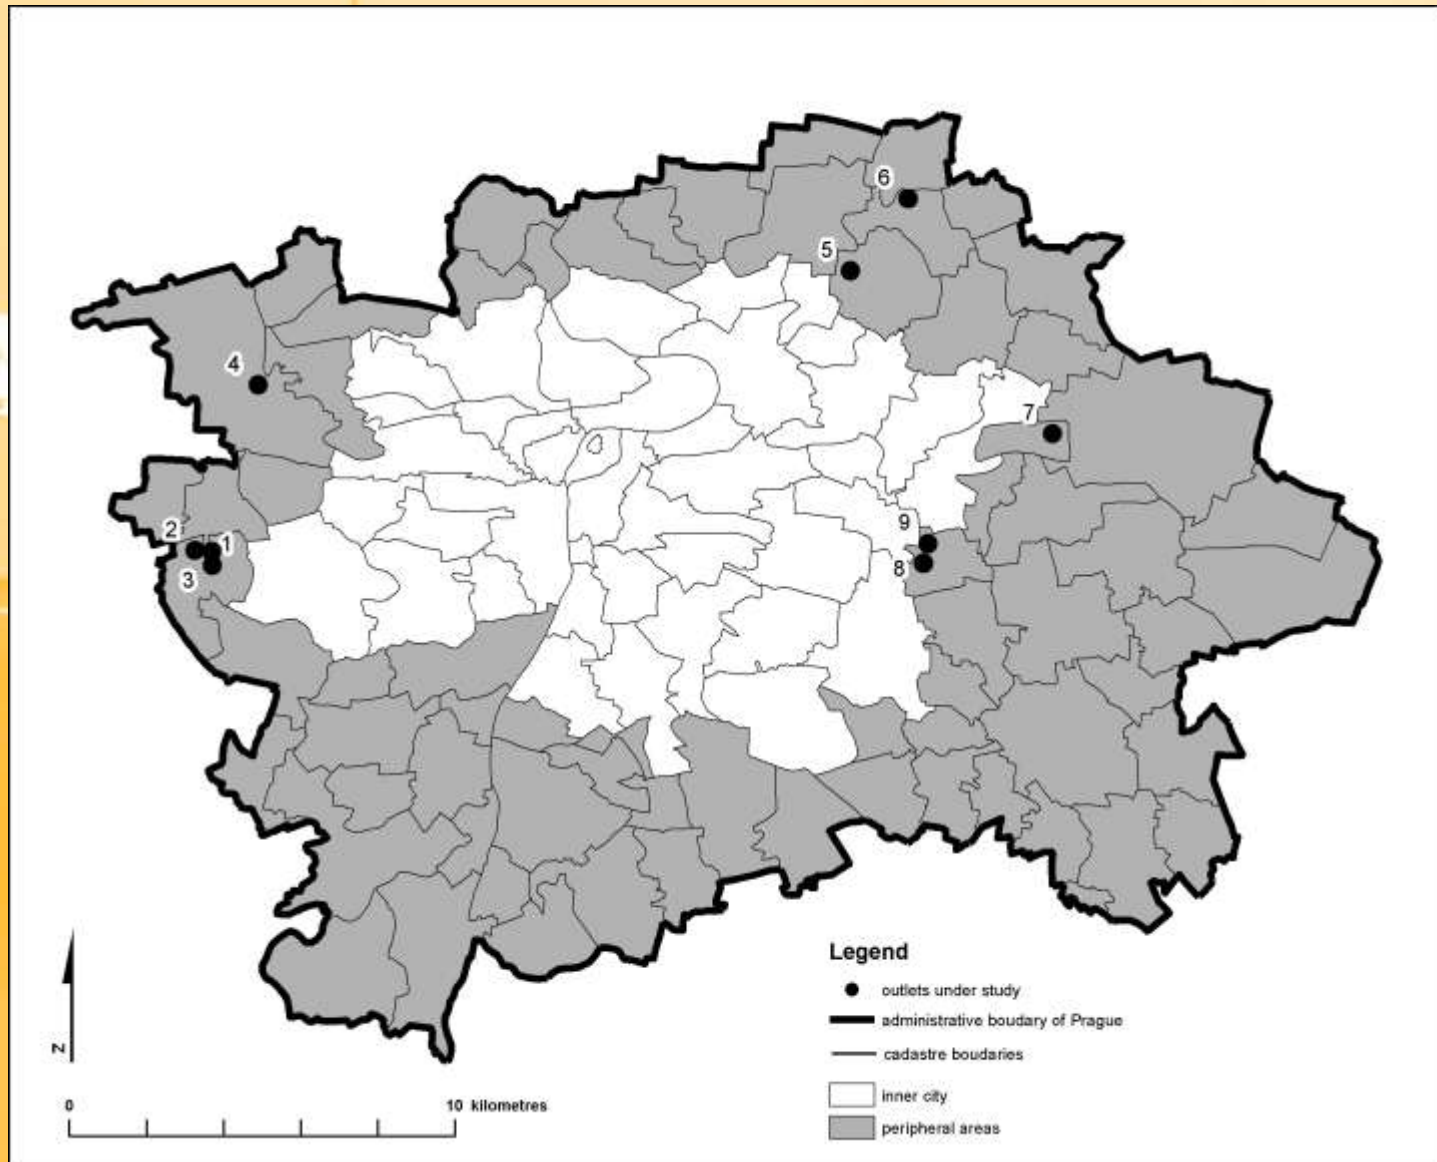 6
5
4
7
2
1
9
3
8
Legend
outlets under study
administrative boudary of Prague
cadastre boudaries
inner city
peripheral areas
N
0 10 kilometres